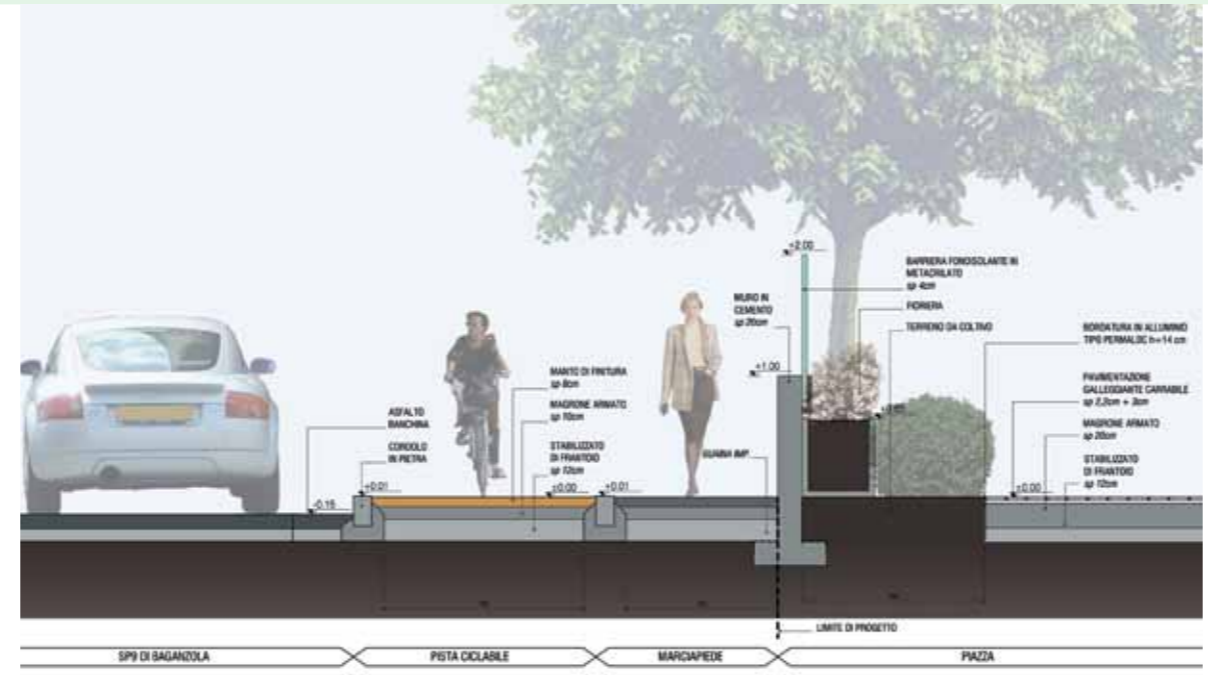 +2.00
BARRIERA FONOISOLANTE IN
METACRILATO
sp 4cm
MURO IN
CEMENTO
sp 20cm
FIORIERA
TERRENO DA COLTIVO
BORDATURA IN ALLUMINIO
TIPO PERMALOC h=14 cm
+1.00
MANTO DI FINITURA
sp 8cm
PAVIMENTAZIONE
GALLEGGIANTE CARRABILE
sp 2,2cm + 3cm
ASFALTO
BANCHINA
MAGRONE ARMATO
sp 10cm
MAGRONE ARMATO
sp 20cm
CORDOLO
IN PIETRA
STABILIZZATO
DI FRANTOIO
sp 12cm
GUAINA IMP.
STABILIZZATO
DI FRANTOIO
sp 12cm
-0.15
+0.01
±0.00
+0.01
±0.00
LIMITE DI PROGETTO
SP9 DI BAGANZOLA
PISTA CICLABILE
MARCIAPIEDE
PIAZZA